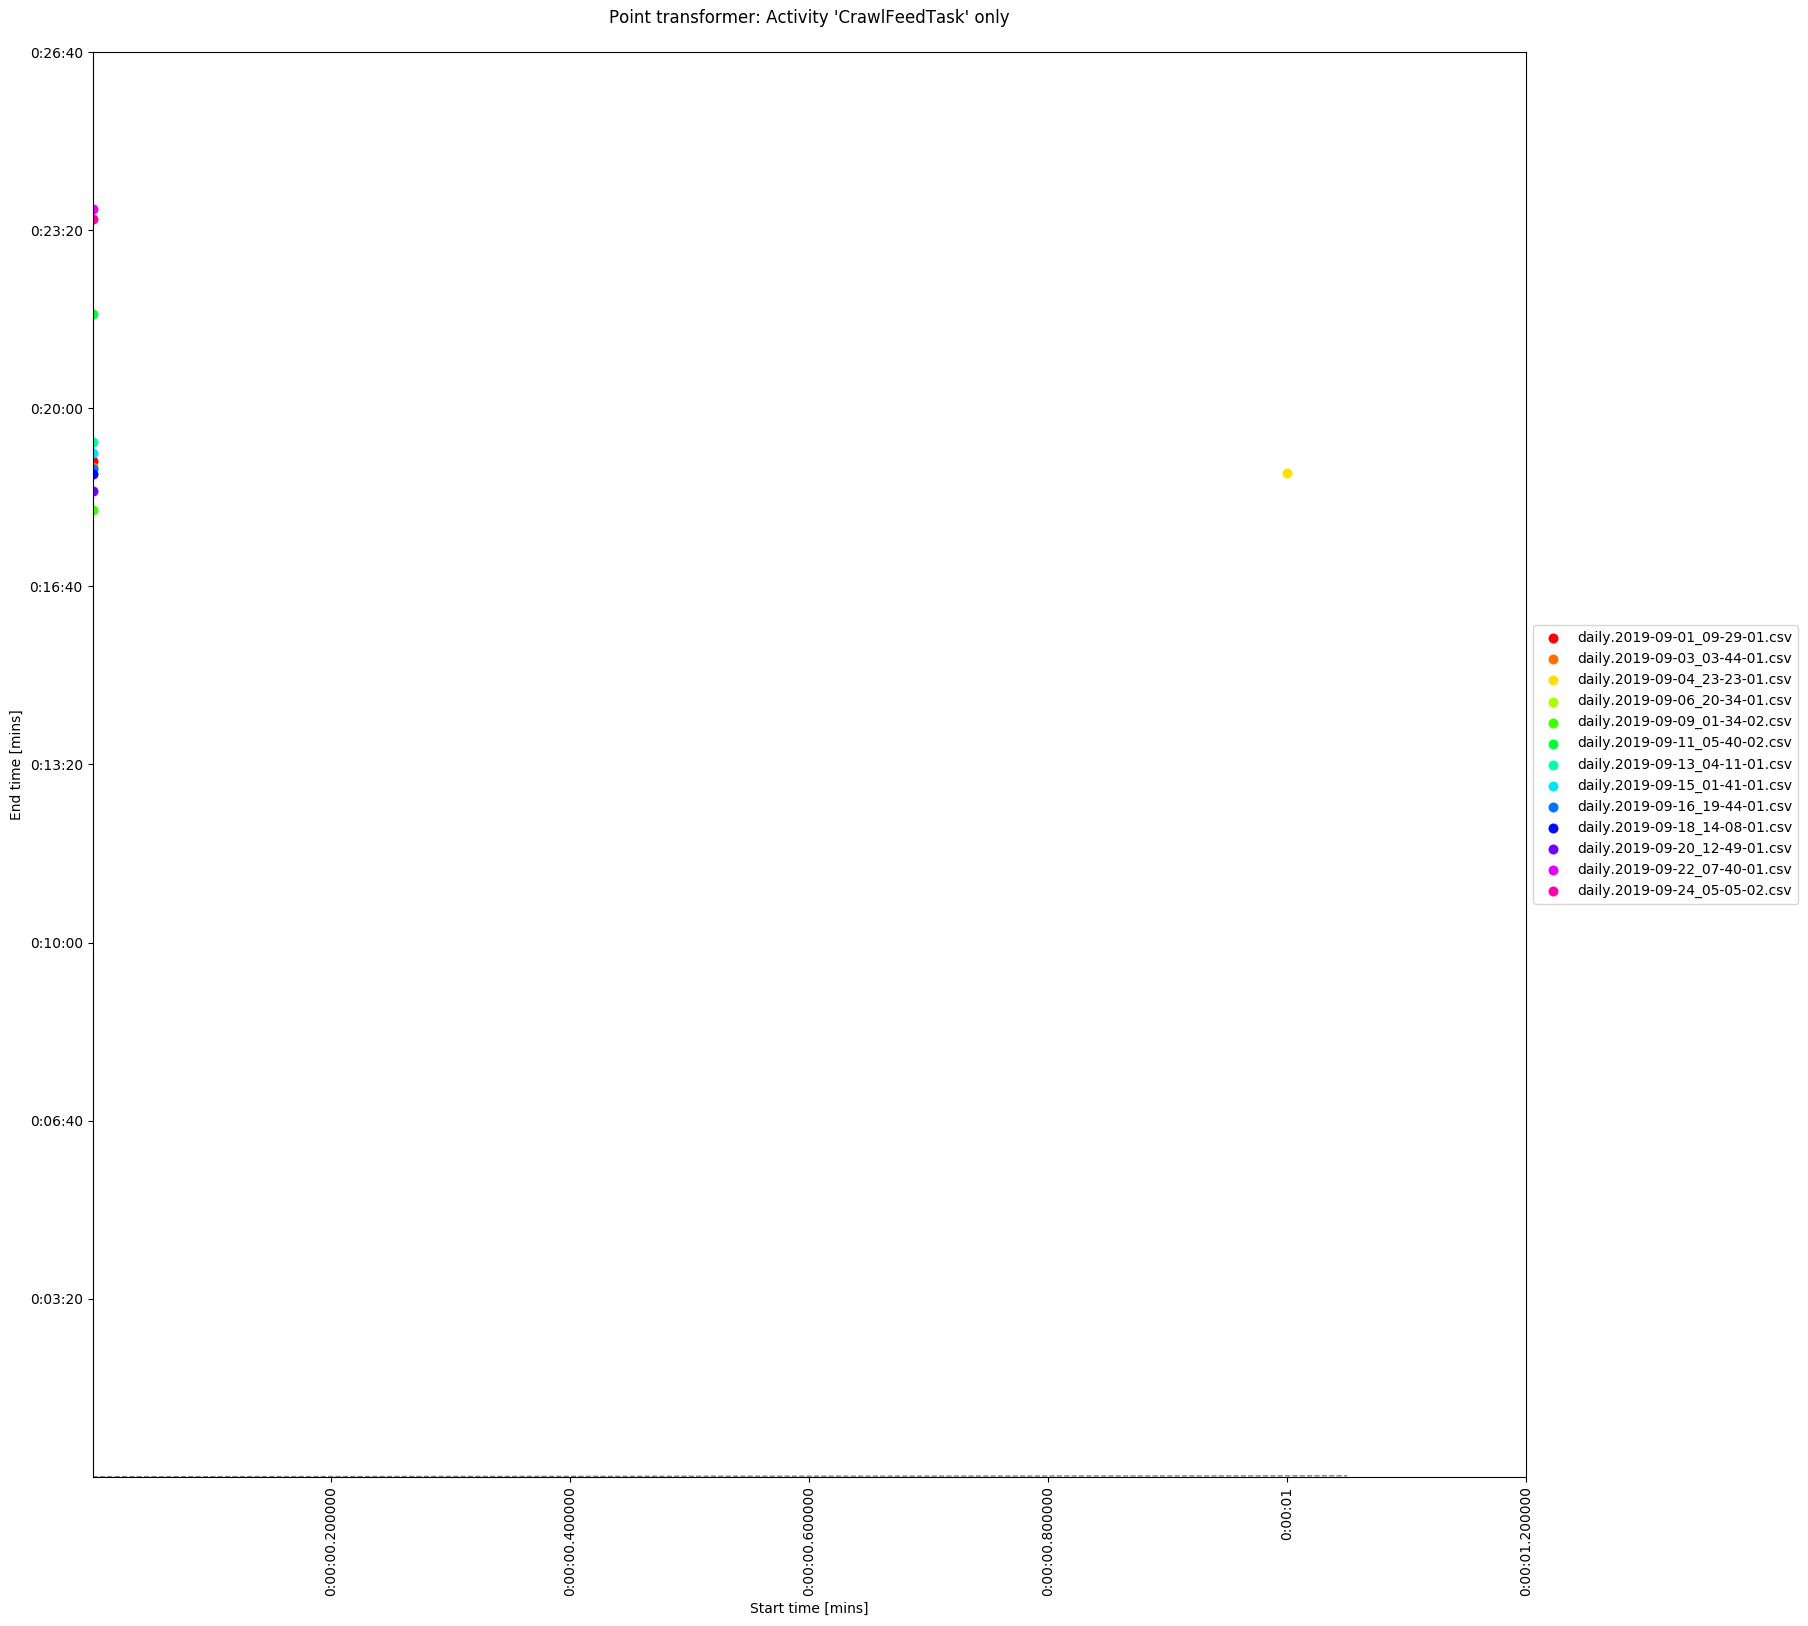 Point transformer: Activity 'CrawlFeedTask' only
0:26:40
0:23:20
0:20:00
0:16:40
0:13:20
0:10:00
0:06:40
0:03:20
End time [mins]
0:00:00.200000
0:00:00.400000
0:00:00.600000
0:00:00.800000
0:00:01
0:00:01.200000
Start time [mins]
daily.2019-09-01_09-29-01.csv
daily.2019-09-03_03-44-01.csv
daily.2019-09-04_23-23-01.csv
daily.2019-09-06_20-34-01.csv
daily.2019-09-09_01-34-02.csv
daily.2019-09-11_05-40-02.csv
daily.2019-09-13_04-11-01.csv
daily.2019-09-15_01-41-01.csv
daily.2019-09-16_19-44-01.csv
daily.2019-09-18_14-08-01.csv
daily.2019-09-20_12-49-01.csv
daily.2019-09-22_07-40-01.csv
daily.2019-09-24_05-05-02.csv